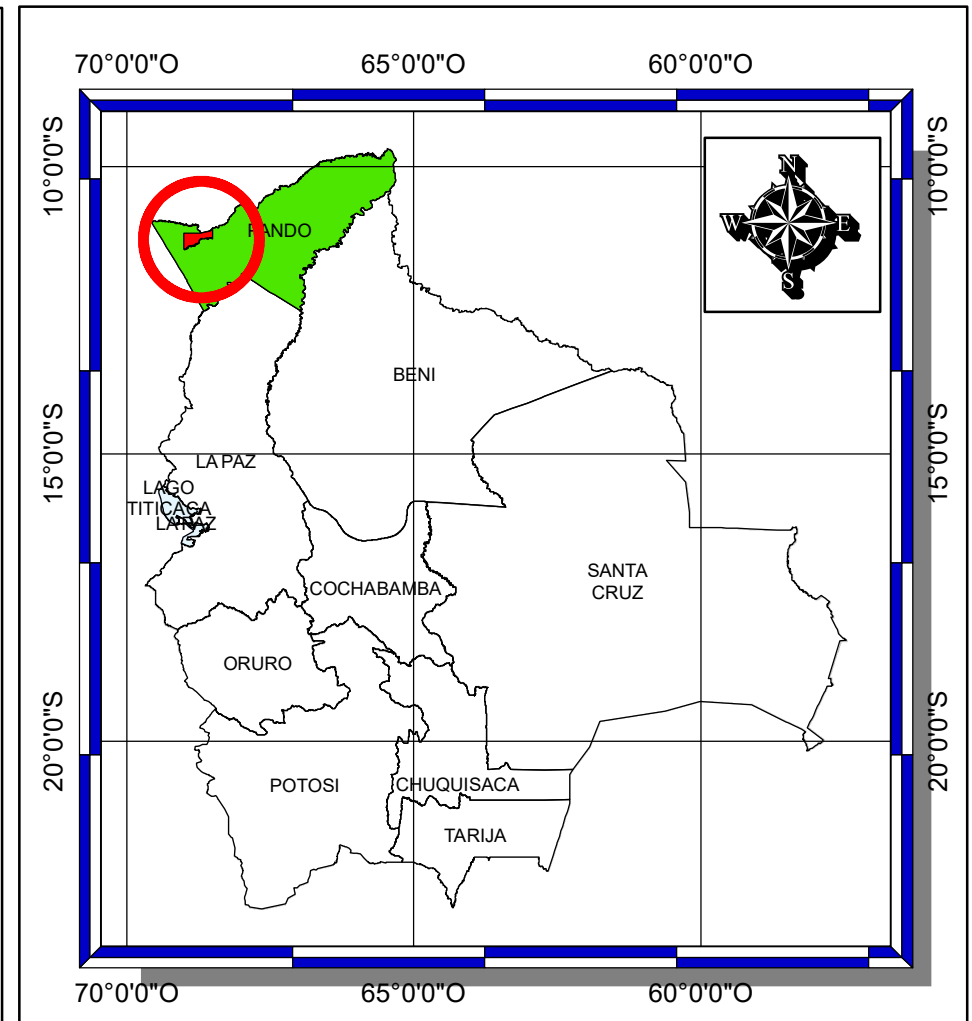 70°0'0"O 65°0'0"O 60°0'0"O
10°0'0"S
10°0'0"S
N
W E
S
PANDO
BENI
15°0'0"S
15°0'0"S
LA PAZ
LAGO
TITICACA
LA PAZ
COCHABAMBA
SANTA
CRUZ
ORURO
20°0'0"S
20°0'0"S
POTOSI
CHUQUISACA
TARIJA
70°0'0"O 65°0'0"O 60°0'0"O